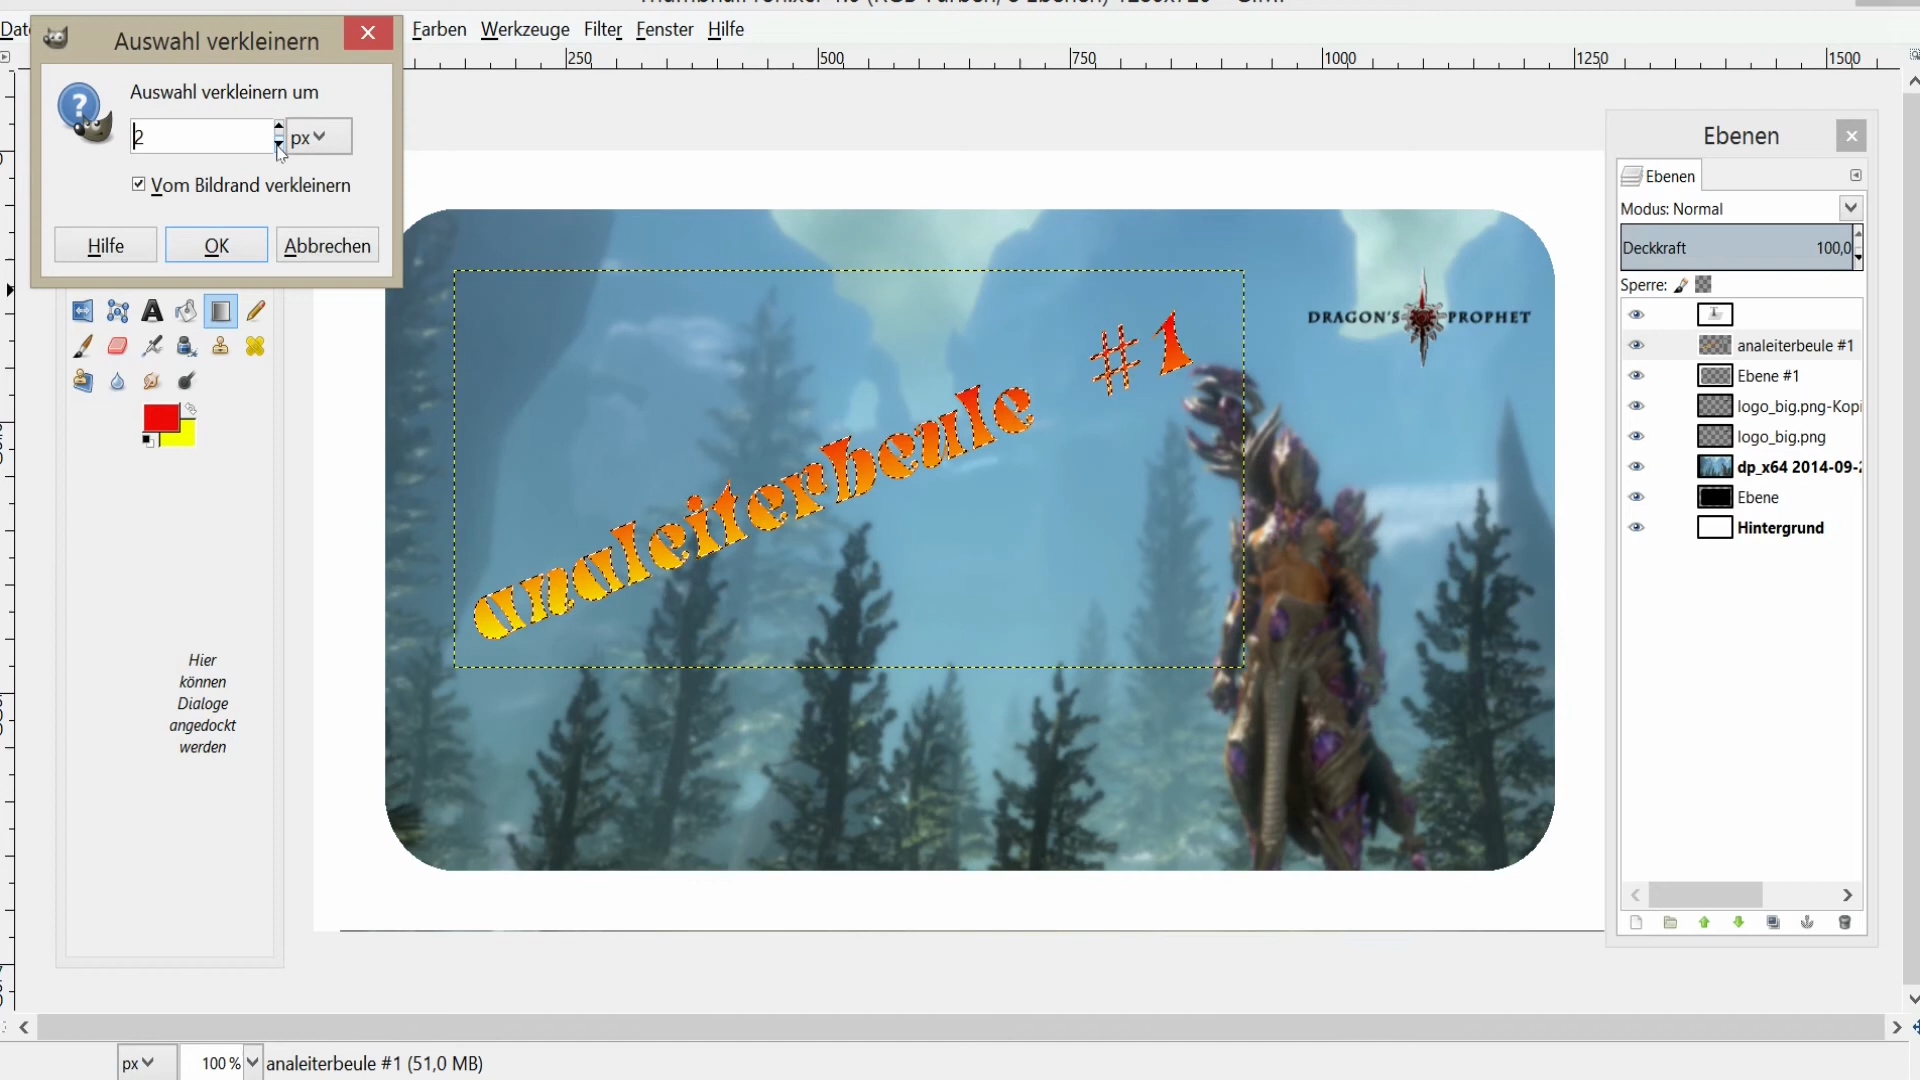 Auswahl verkleinern
Farben Werkzeuge Filter Fenster Hilfe
250 500 750 1000 1250 1500
Auswahl verkleinern um
2 px
Vom Bildrand verkleinern
Hilfe OK Abbrechen
Ebenen
Ebenen
Modus: Normal
Deckkraft 100,0
Sperre:
analeiterbeule #1
Ebene #1
logo_big.png-Kopi
logo_big.png
dp_x64 2014-09-2
Ebene
Hintergrund
DRAGON'S PROPHET
analeiterbeule #1
Hier
können
Dialoge
angedockt
werden
px 100 % analeiterbeule #1 (51,0 MB)